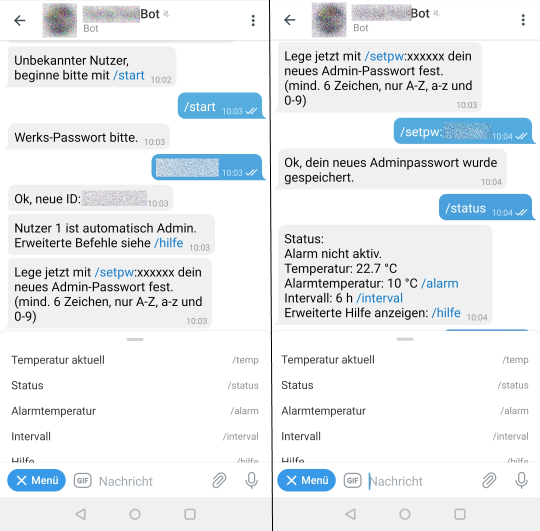 Bot
Bot
Unbekannter Nutzer,
beginne bitte mit /start 10:02
/start 10:03
Werks-Passwort bitte. 10:03
10:03
Ok, neue ID: 10:03
Nutzer 1 ist automatisch Admin.
Erweiterte Befehle siehe /hilfe 10:03
Lege jetzt mit /setpw:xxxxxx dein
neues Admin-Passwort fest.
(mind. 6 Zeichen, nur A-Z, a-z und
0-9) 10:03
Temperatur aktuell /temp
Status /status
Alarmtemperatur /alarm
Intervall /interval
Hilfe /hilfe
Menü GIF Nachricht
Bot
Bot
Lege jetzt mit /setpw:xxxxxx dein
neues Admin-Passwort fest.
(mind. 6 Zeichen, nur A-Z, a-z und
0-9) 10:03
/setpw: 10:04
Ok, dein neues Adminpasswort wurde
gespeichert. 10:04
/status 10:04
Status:
Alarm nicht aktiv.
Temperatur: 22.7 °C
Alarmtemperatur: 10 °C /alarm
Intervall: 6 h /interval
Erweiterte Hilfe anzeigen: /hilfe 10:04
Temperatur aktuell /temp
Status /status
Alarmtemperatur /alarm
Intervall /interval
Hilfe /hilfe
Menü GIF Nachricht